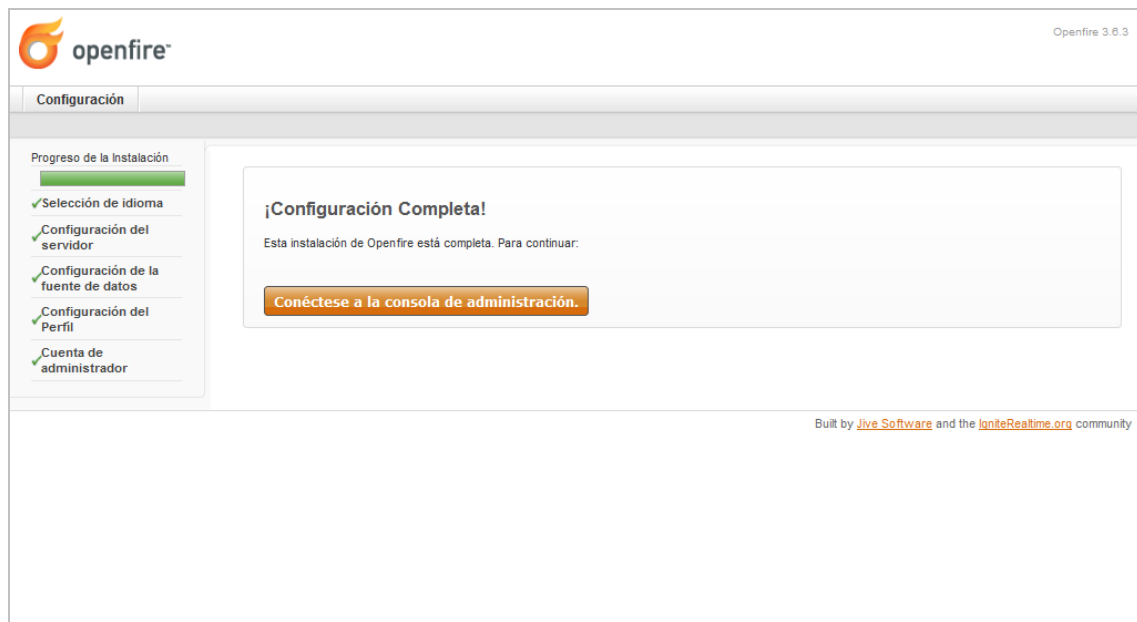 openfire™
Openfire 3.6.3
Configuración
Progreso de la Instalación
Selección de idioma
Configuración del
servidor
Configuración de la
fuente de datos
Configuración del
Perfil
Cuenta de
administrador
¡Configuración Completa!
Esta instalación de Openfire está completa. Para continuar:
Conéctese a la consola de administración.
Built by Jive Software and the IgniteRealtime.org community